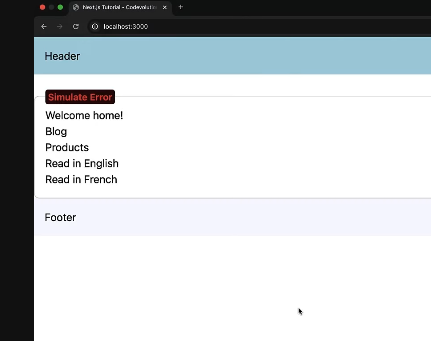 Next.js Tutorial - Codevolution
localhost:3000
Header
Simulate Error
Welcome home!
Blog
Products
Read in English
Read in French
Footer